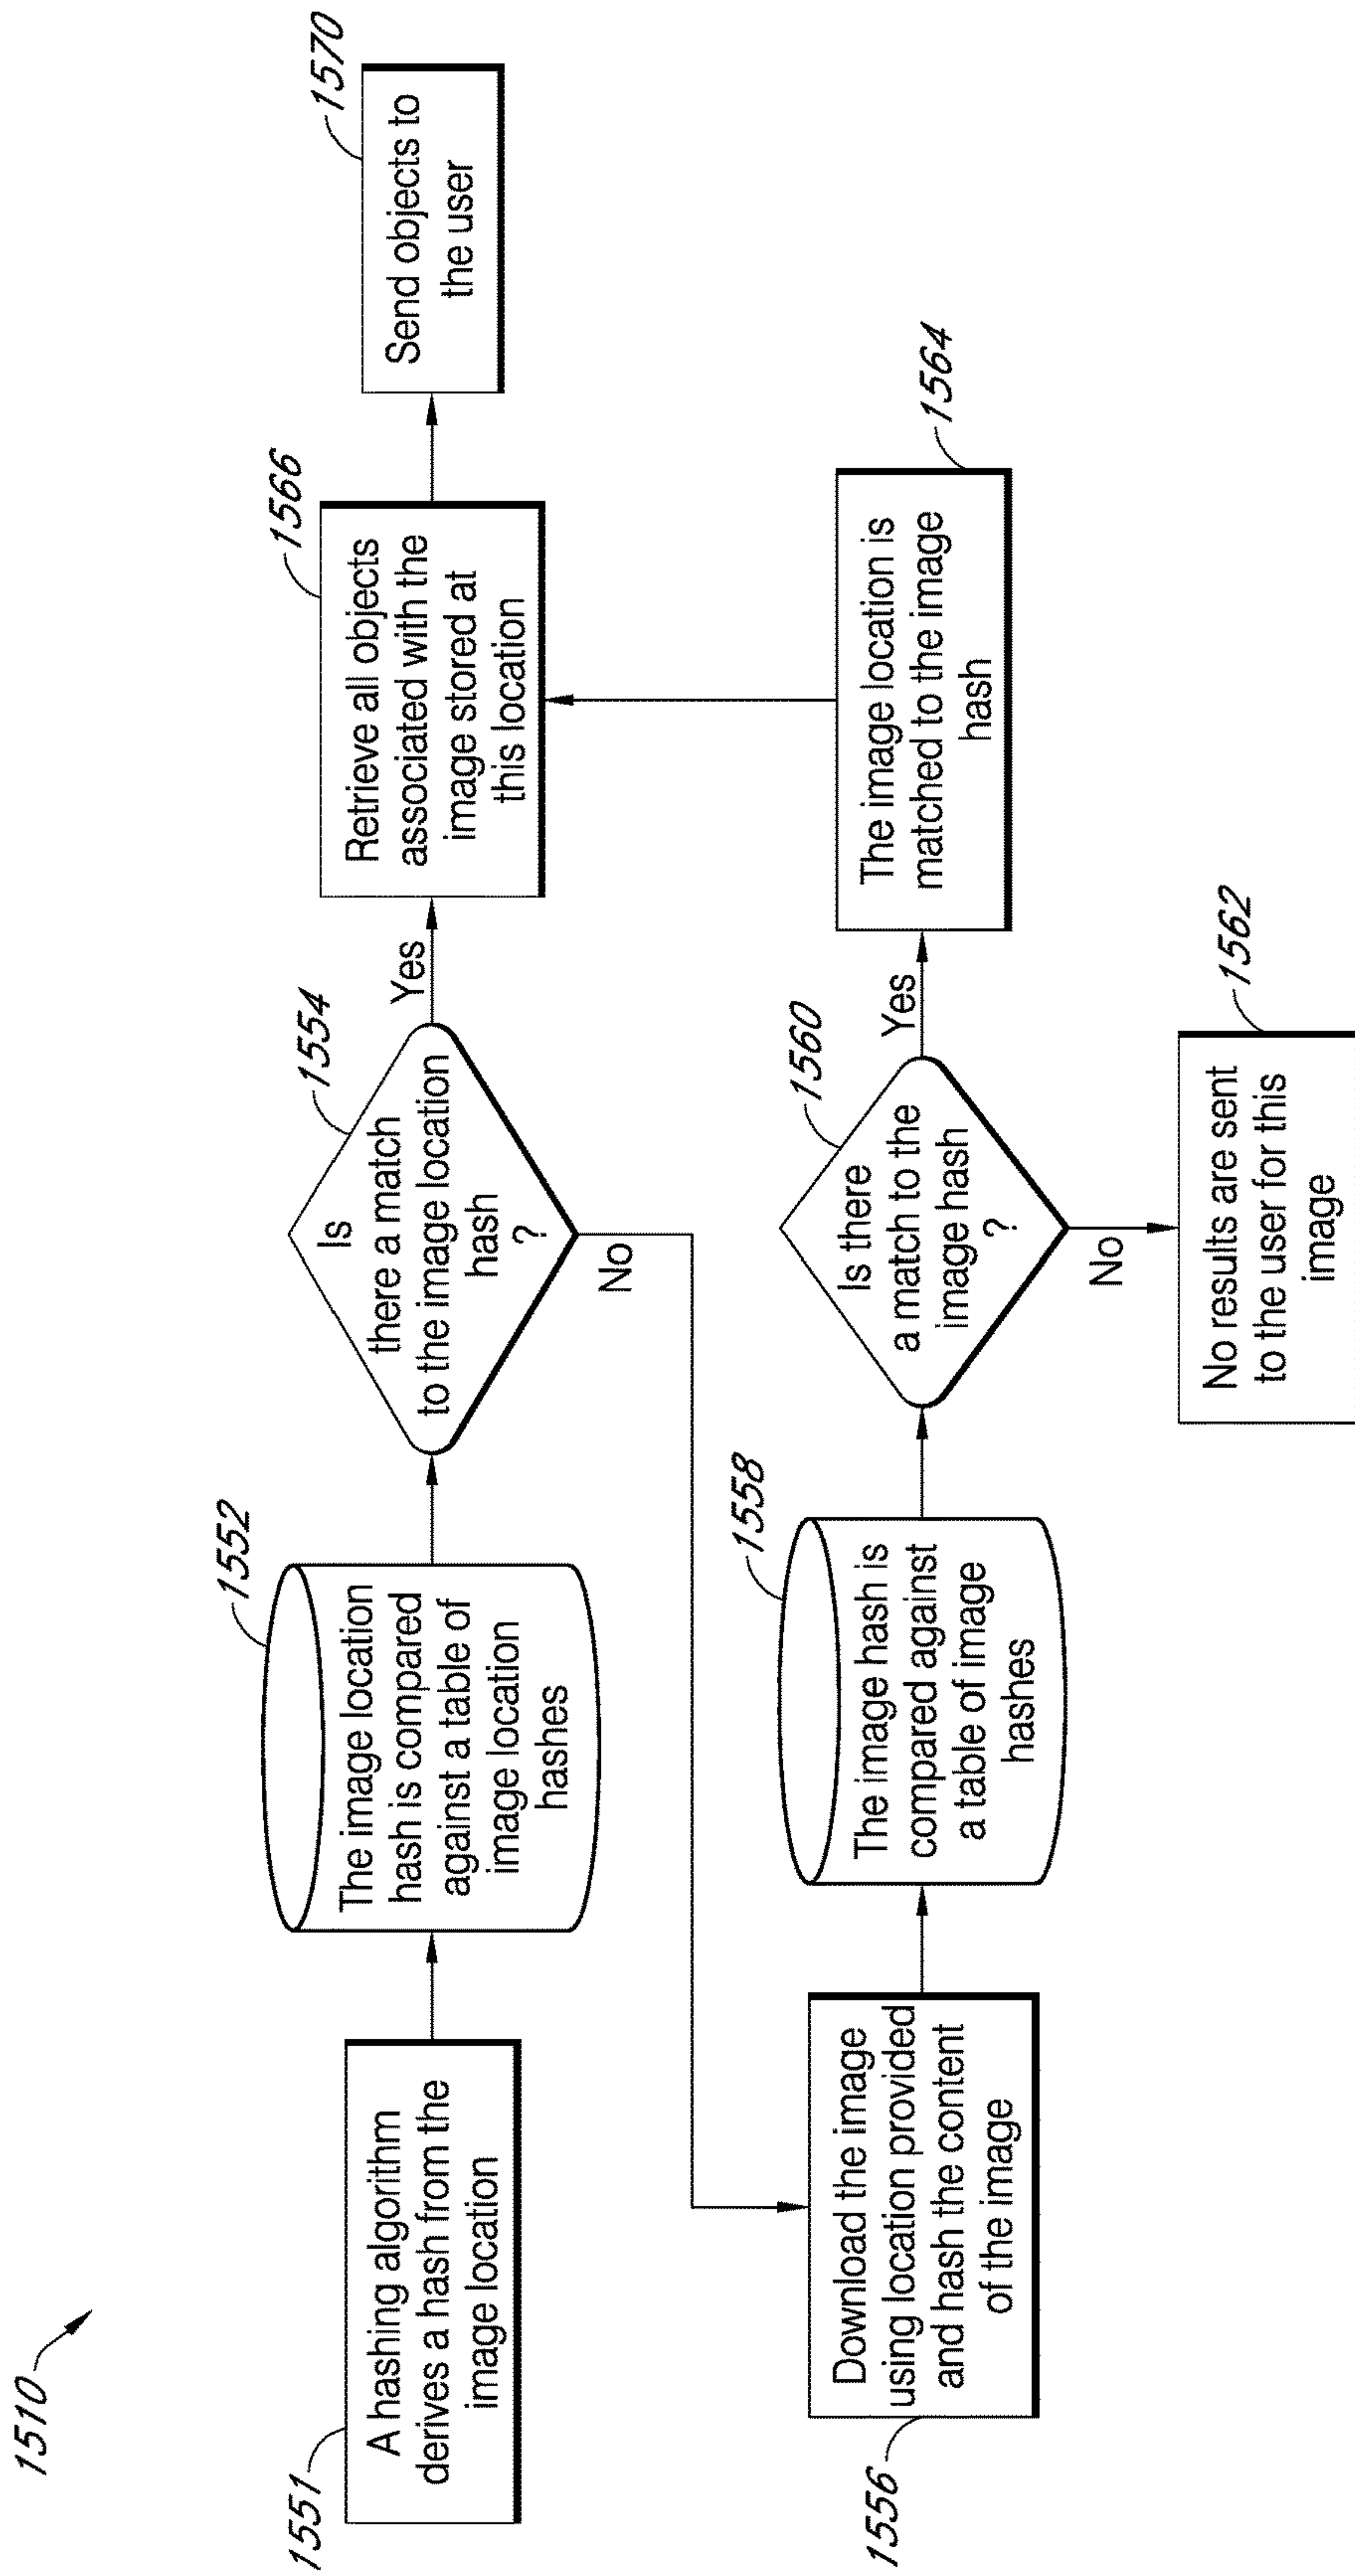 1510
1551
A hashing algorithm
derives a hash from the
image location
1552
The image location
hash is compared
against a table of
image location
hashes
1554
Is
there a match
to the image location
hash
?
Yes
No
1566
Retrieve all objects
associated with the
image stored at
this location
1570
Send objects to
the user
1556
Download the image
using location provided
and hash the content
of the image
1558
The image hash is
compared against
a table of image
hashes
1560
Is there
a match to the
image hash
?
Yes
No
1564
The image location is
matched to the image
hash
1562
No results are sent
to the user for this
image